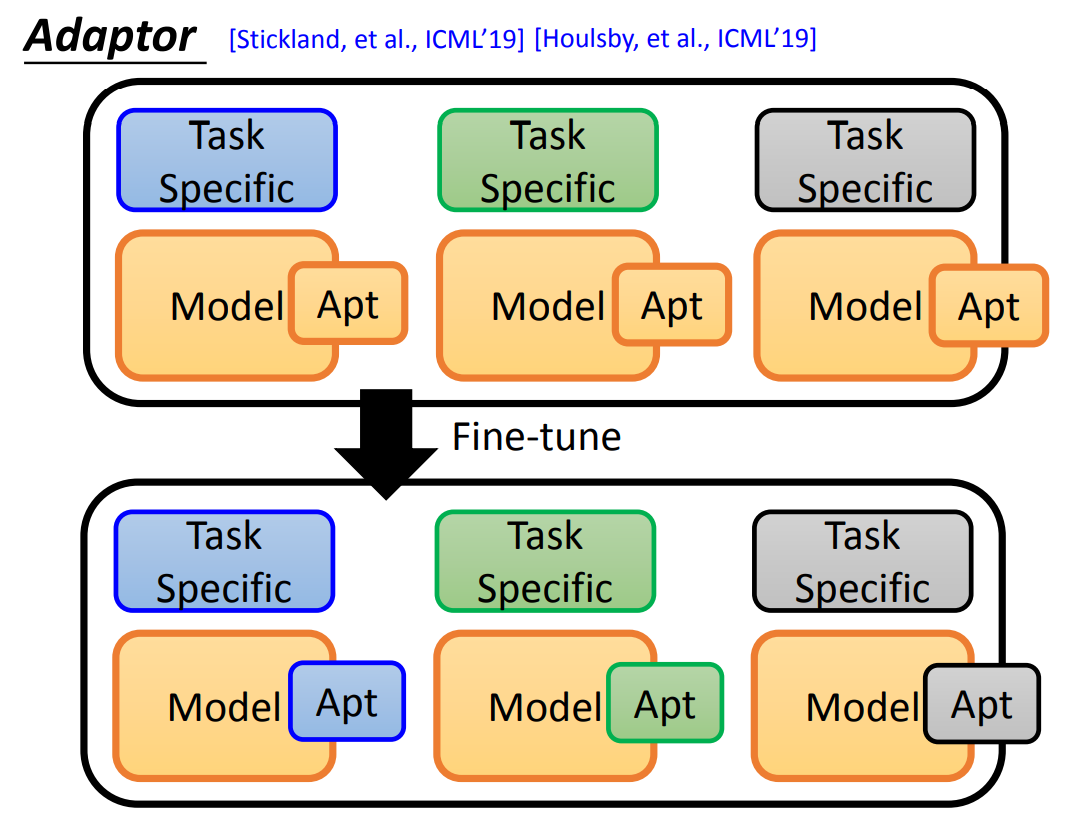 Adaptor [Stickland, et al., ICML’19] [Houlsby, et al., ICML’19]
Task Specific
Task Specific
Task Specific
Model Apt
Model Apt
Model Apt
Fine-tune
Task Specific
Task Specific
Task Specific
Model Apt
Model Apt
Model Apt